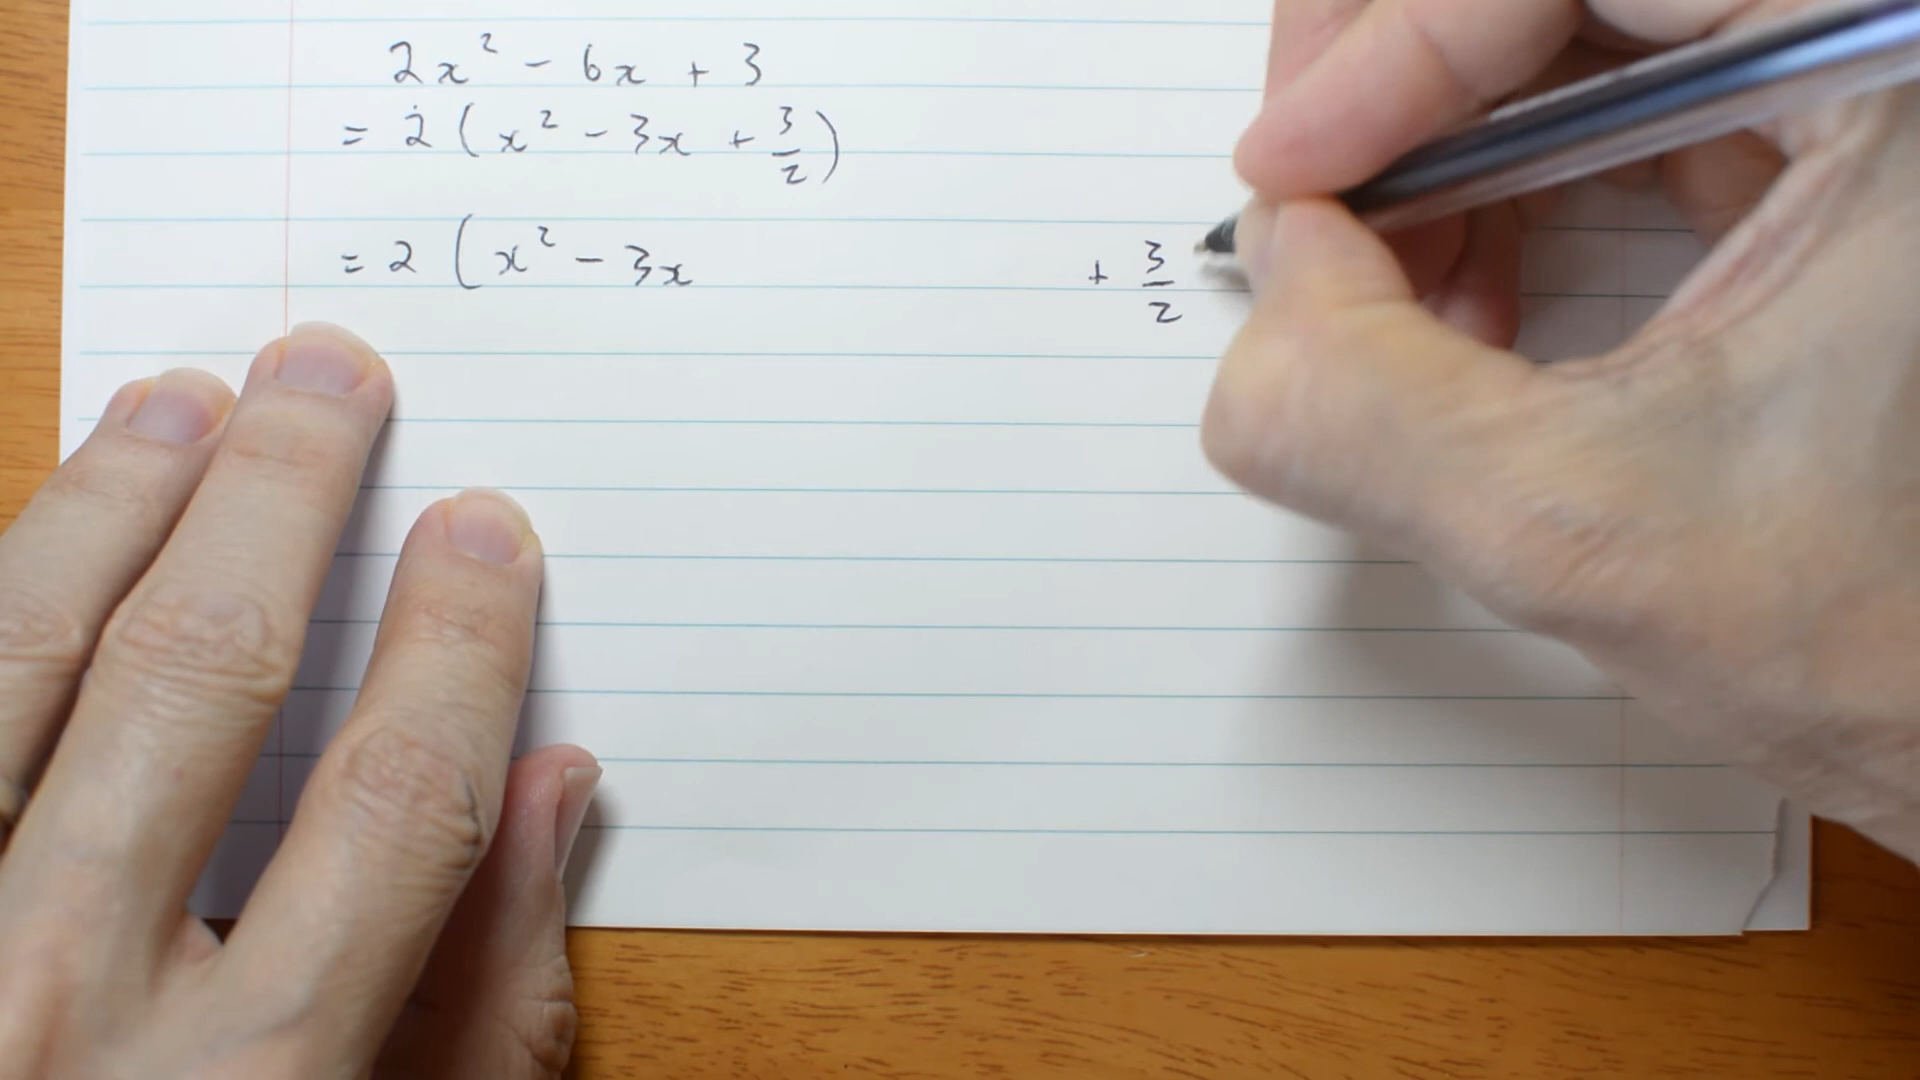 2x² - 6x + 3
= 2 (x² - 3x + 3/2)
= 2 (x² - 3x + 3/2